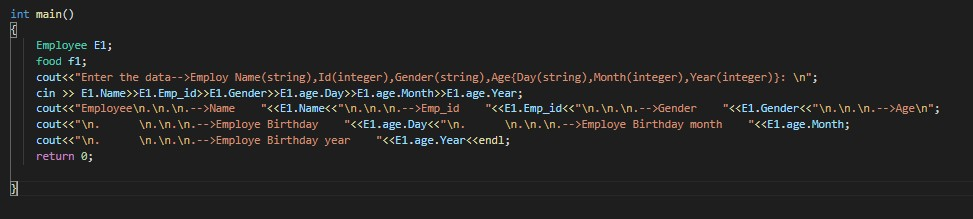 int main()
{
    Employee E1;
    food f1;
    cout<<"Enter the data-->Employ Name(string),Id(integer),Gender(string),Age{Day(string),Month(integer),Year(integer)}: \n";
    cin >> E1.Name>>E1.Emp_id>>E1.Gender>>E1.age.Day>>E1.age.Month>>E1.age.Year;
    cout<<"Employee\n.\n.\n.-->Name    "<<E1.Name<<"\n.\n.\n.-->Emp_id    "<<E1.Emp_id<<"\n.\n.\n.-->Gender    "<<E1.Gender<<"\n.\n.\n.-->Age\n";
    cout<<"\n.      \n.\n.\n.-->Employe Birthday    "<<E1.age.Day<<"\n.      \n.\n.\n.-->Employe Birthday month    "<<E1.age.Month;
    cout<<"\n.      \n.\n.\n.-->Employe Birthday year    "<<E1.age.Year<<endl;
    return 0;
}